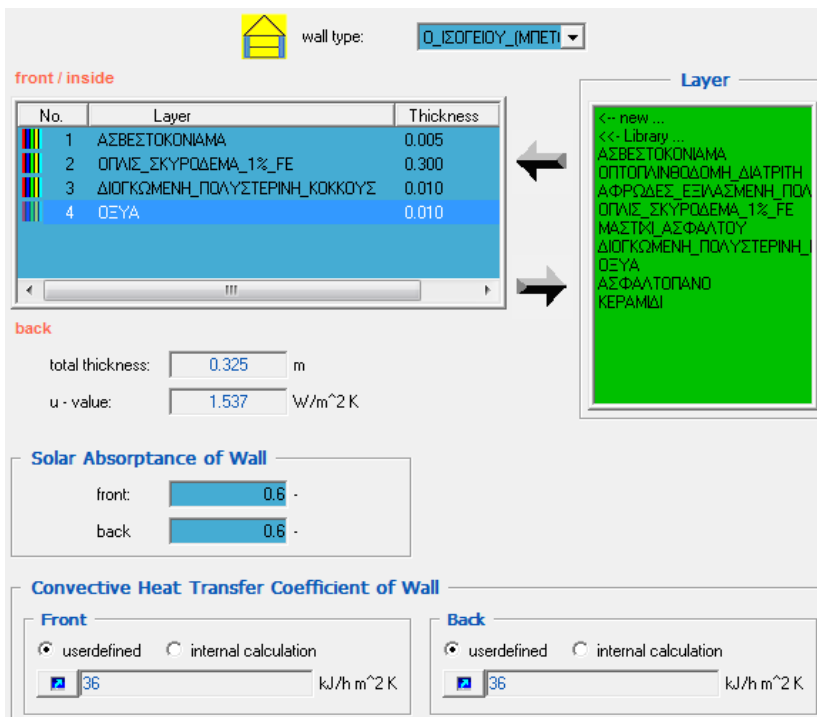 wall type: Ο_ΙΣΟΓΕΙΟΥ_(ΜΠΕΤ(
front / inside
Layer
No. Layer Thickness
1 ΑΣΒΕΣΤΟΚΟΝΙΑΜΑ 0.005
2 ΟΠΛΙΣ_ΣΚΥΡΟΔΕΜΑ_1%_FE 0.300
3 ΔΙΟΓΚΩΜΕΝΗ_ΠΟΛΥΣΤΕΡΙΝΗ_ΚΟΚΚΟΥΣ 0.010
4 ΟΞΥΑ 0.010
<-- new ...
<<- Library ...
ΑΣΒΕΣΤΟΚΟΝΙΑΜΑ
ΟΠΤΟΠΛΙΝΘΟΔΟΜΗ_ΔΙΑΤΡΙΤΗ
ΑΦΡΩΔΕΣ_ΕΞΙΛΑΣΜΕΝΗ_ΠΟΛ
ΟΠΛΙΣ_ΣΚΥΡΟΔΕΜΑ_1%_FE
ΜΑΣΤΙΧΙ_ΑΣΦΑΛΤΟΥ
ΔΙΟΓΚΩΜΕΝΗ_ΠΟΛΥΣΤΕΡΙΝΗ_
ΟΞΥΑ
ΑΣΦΑΛΤΟΠΑΝΟ
ΚΕΡΑΜΙΔΙ
back
total thickness: 0.325 m
u - value: 1.537 W/m^2 K
Solar Absorptance of Wall
front: 0.6 -
back 0.6 -
Convective Heat Transfer Coefficient of Wall
Front
userdefined internal calculation
36 kJ/h m^2 K
Back
userdefined internal calculation
36 kJ/h m^2 K